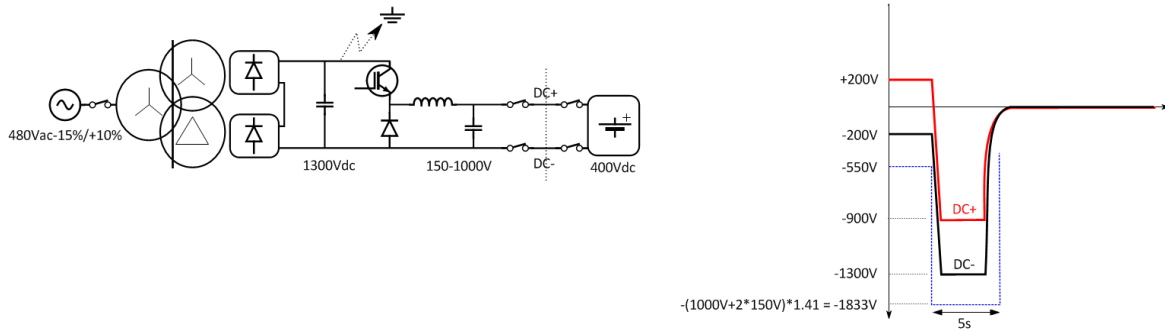 480Vac-15%/+10%
1300Vdc
150-1000V
DC+
DC-
+
400Vdc
+200V
-200V
-550V
-900V
-1300V
-(1000V+2*150V)*1.41 = -1833V
DC+
DC-
5s